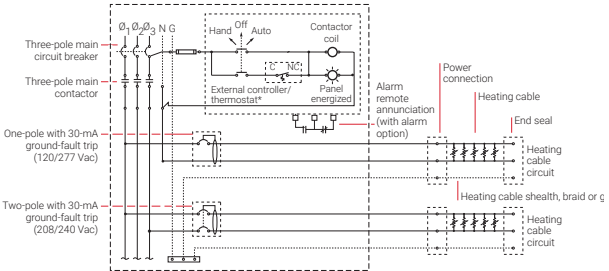 Ø1 Ø2 Ø3 N G
Off
Hand
Auto
Contactor
coil
Three-pole main
circuit breaker
C NC
Three-pole main
contactor
External controller/
thermostat*
Panel
energized
Alarm
remote
annunciation
(with alarm
option)
Power
connection
Heating cable
End seal
One-pole with 30-mA
ground-fault trip
(120/277 Vac)
Heating
cable
circuit
Heating cable shealth, braid or g
Two-pole with 30-mA
ground-fault trip
(208/240 Vac)
Heating
cable
circuit